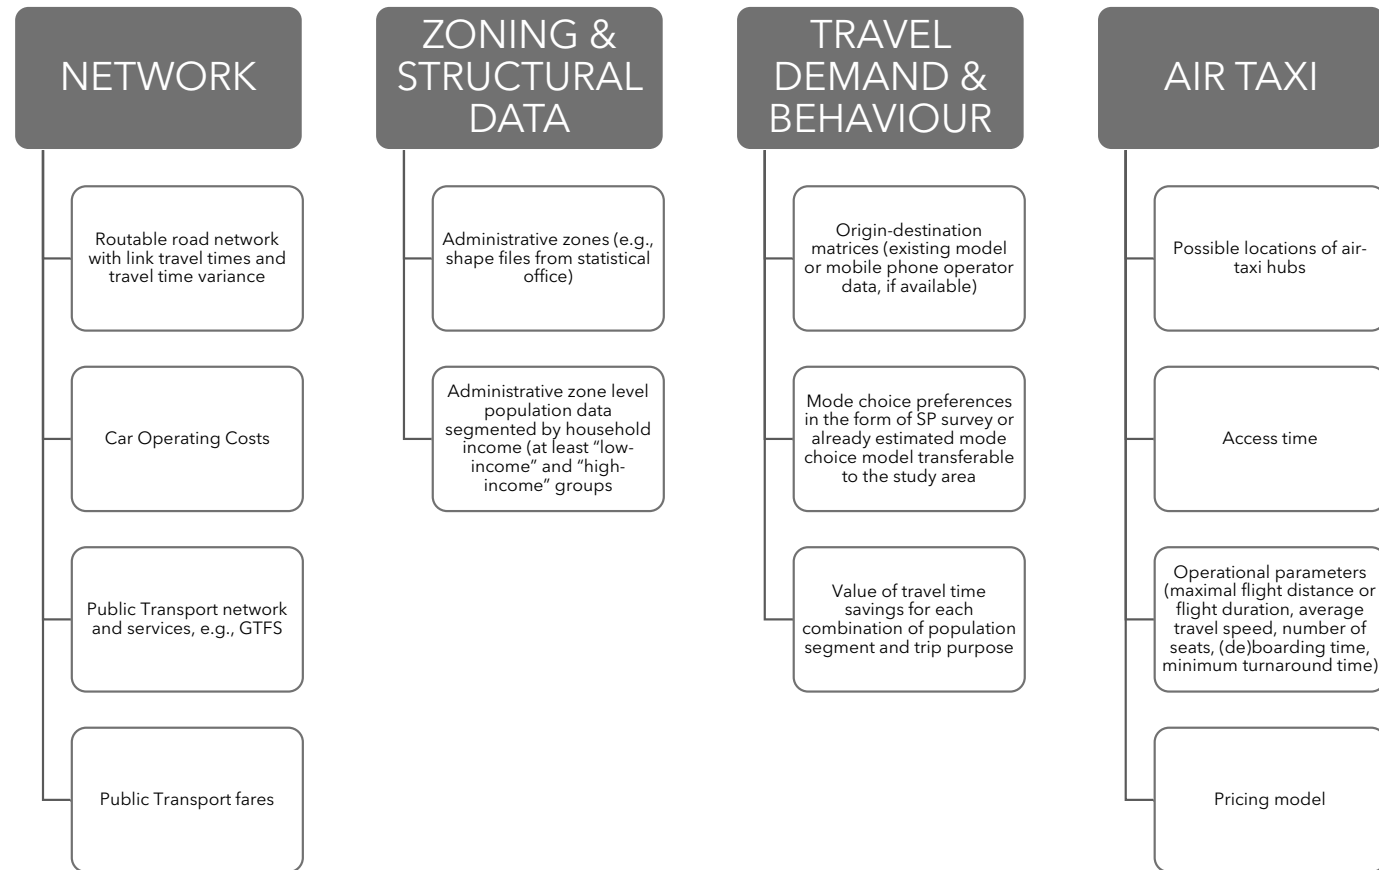 NETWORK
Routable road network
with link travel times and
travel time variance
Car Operating Costs
Public Transport network
and services, e.g., GTFS
Public Transport fares
ZONING &
STRUCTURAL
DATA
Administrative zones (e.g.,
shape files from statistical
office)
Administrative zone level
population data
segmented by household
income (at least “low-
income” and “high-
income” groups
TRAVEL
DEMAND &
BEHAVIOUR
Origin-destination
matrices (existing model
or mobile phone operator
data, if available)
Mode choice preferences
in the form of SP survey or
already estimated mode
choice model transferable
to the study area
Value of travel time
savings for each
combination of population
segment and trip purpose
AIR TAXI
Possible locations of air-
taxi hubs
Access time
Operational parameters
(maximal flight distance or
flight duration, average
travel speed, number of
seats, (de)boarding time,
minimum turnaround time)
Pricing model